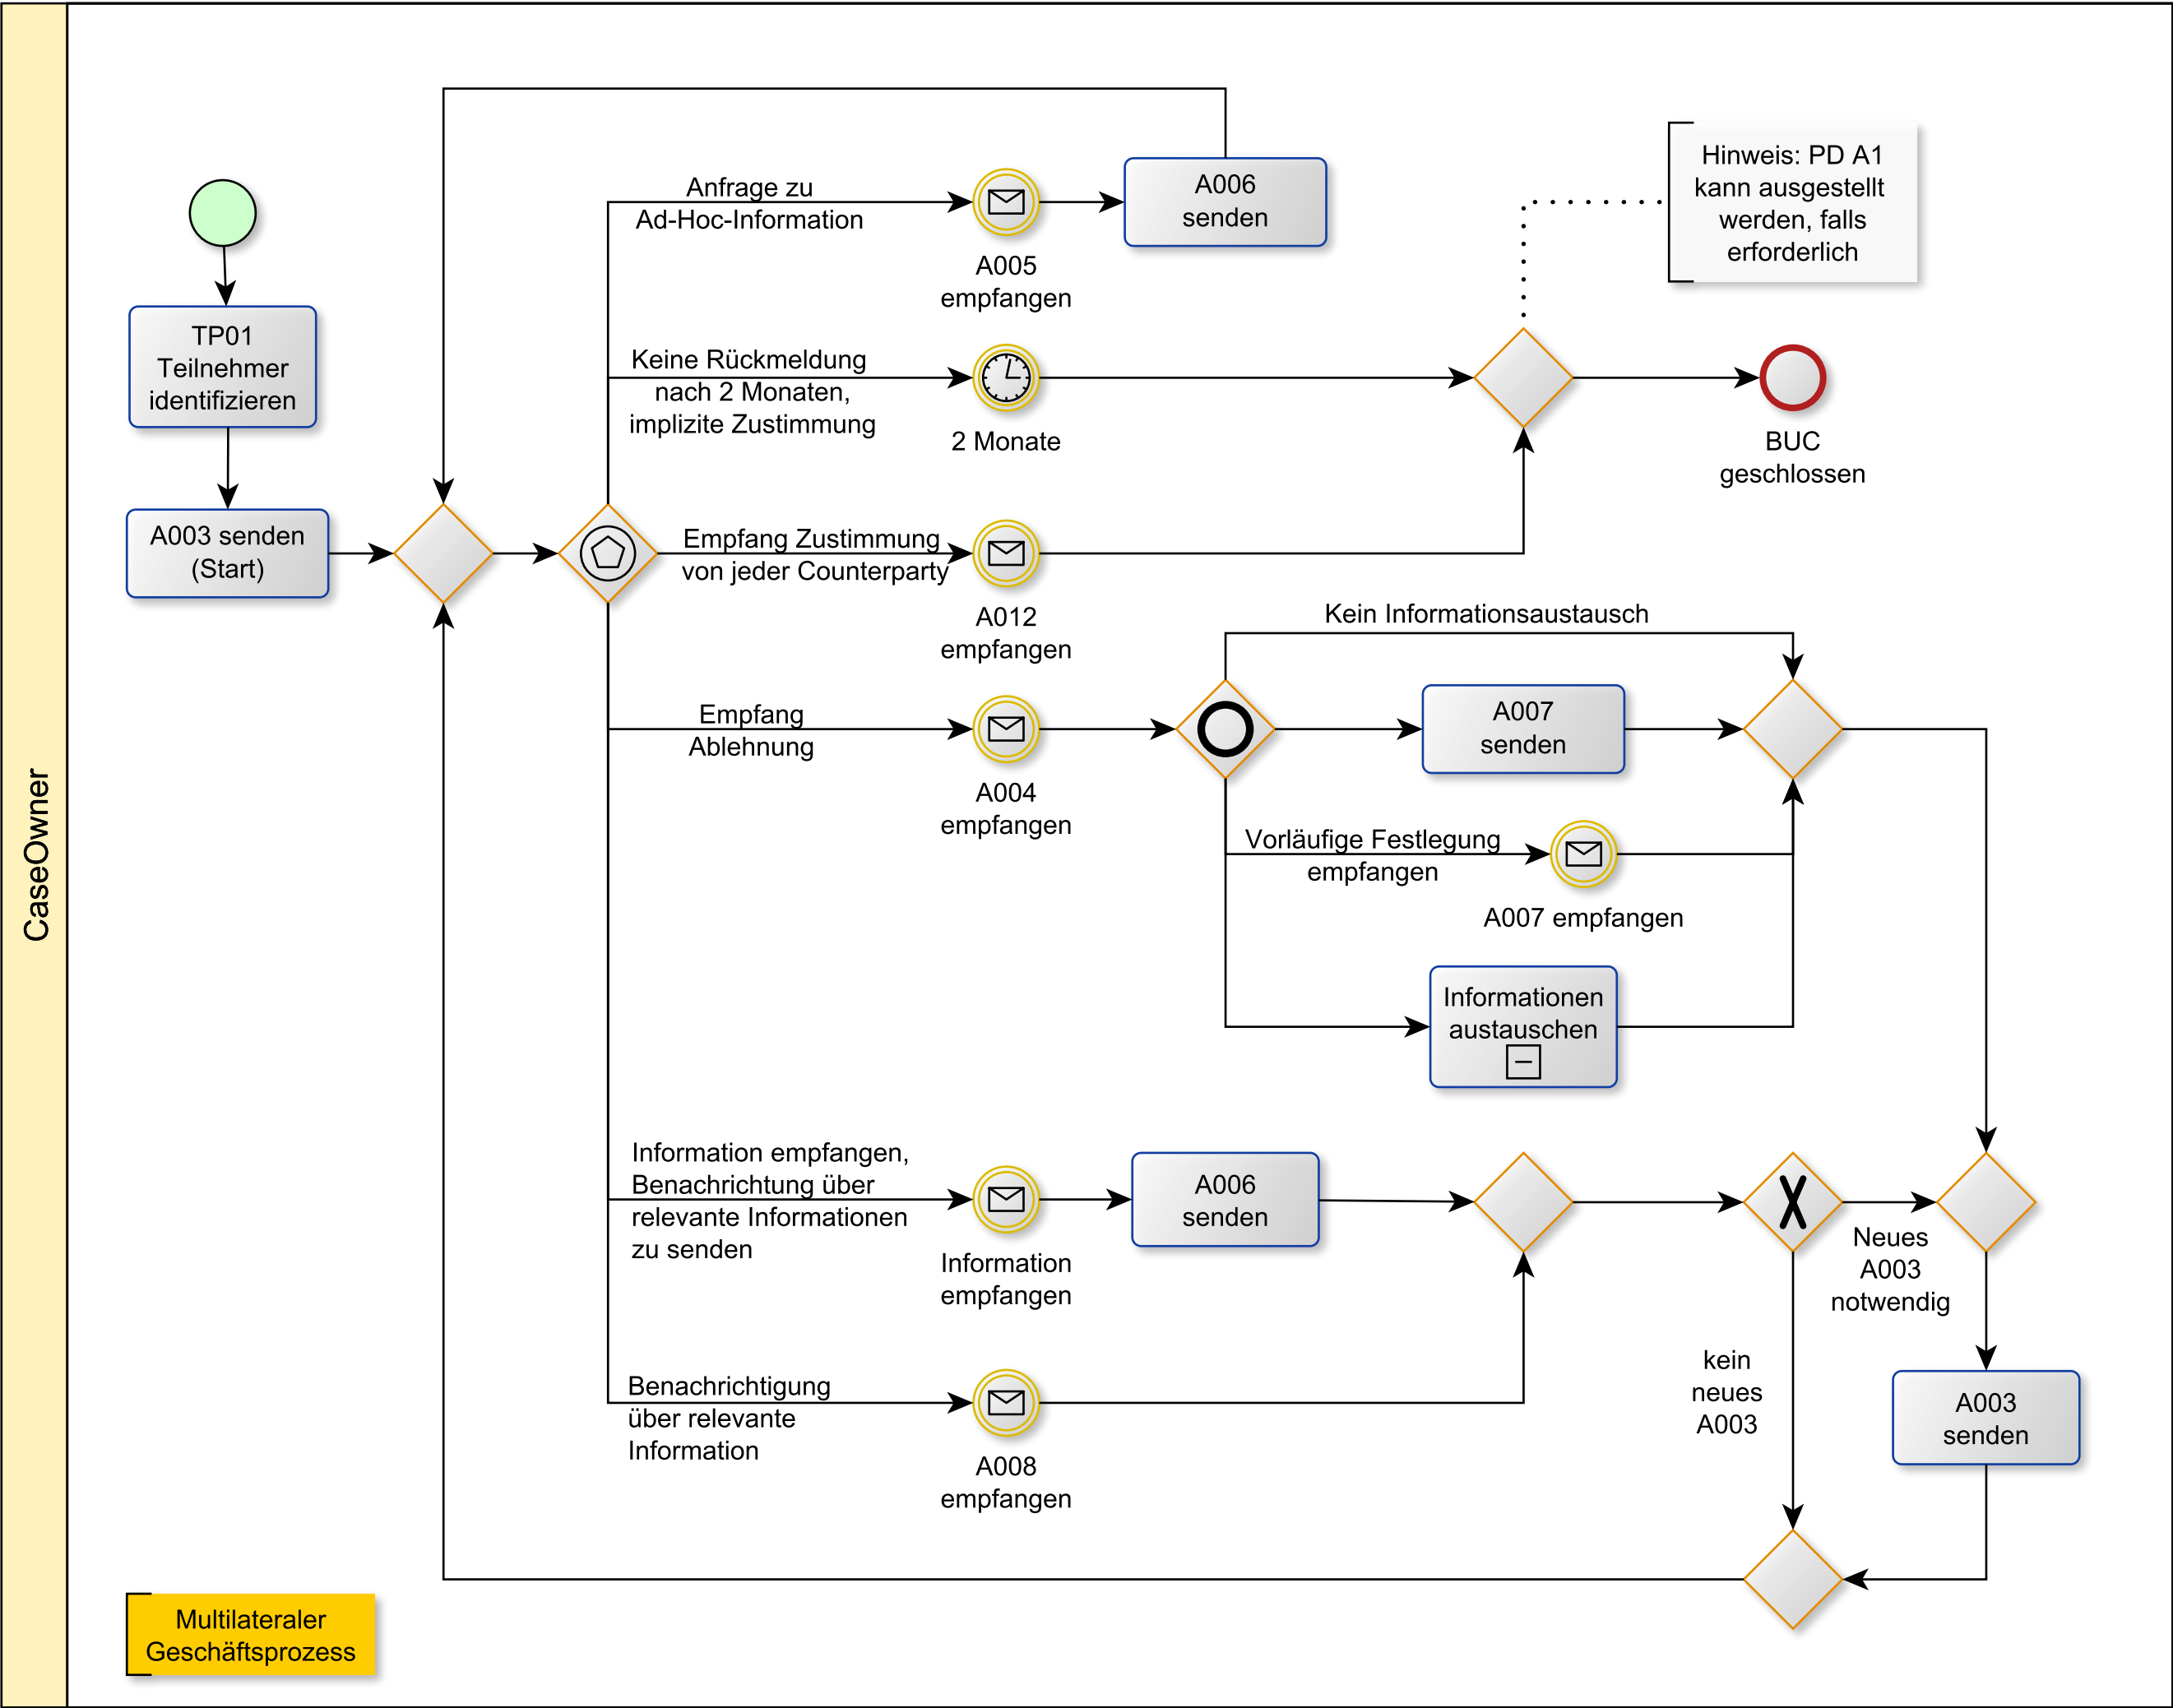 CaseOwner
TP01
Teilnehmer
identifizieren
A003 senden
(Start)
Anfrage zu
Ad-Hoc-Information
A005
empfangen
A006
senden
Hinweis: PD A1
kann ausgestellt
werden, falls
erforderlich
Keine Rückmeldung
nach 2 Monaten,
implizite Zustimmung
2 Monate
BUC
geschlossen
Empfang Zustimmung
von jeder Counterparty
A012
empfangen
Kein Informationsaustausch
Empfang
Ablehnung
A004
empfangen
A007
senden
Vorläufige Festlegung
empfangen
A007 empfangen
Informationen
austauschen
Information empfangen,
Benachrichtung über
relevante Informationen
zu senden
Information
empfangen
A006
senden
Neues
A003
notwendig
kein
neues
A003
A003
senden
Benachrichtigung
über relevante
Information
A008
empfangen
Multilateraler
Geschäftsprozess